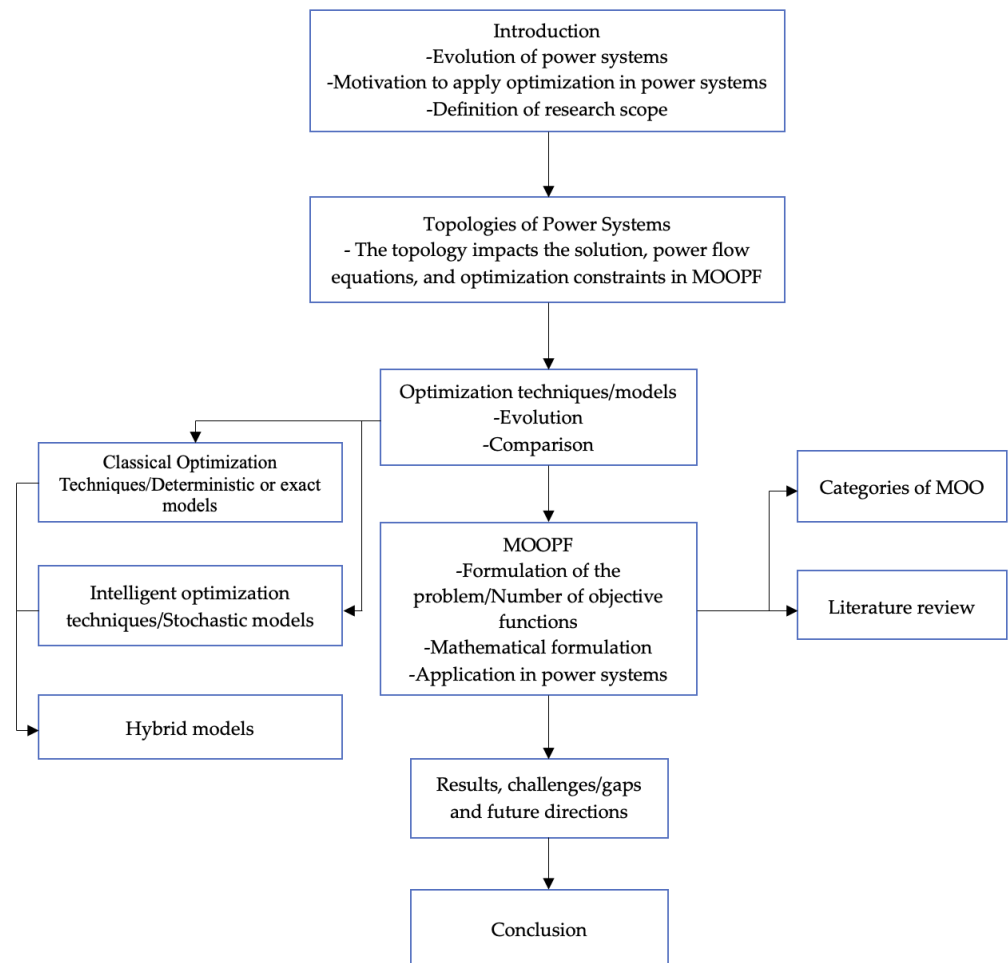 Introduction
-Evolution of power systems
-Motivation to apply optimization in power systems
-Definition of research scope
Topologies of Power Systems
- The topology impacts the solution, power flow
equations, and optimization constraints in MOOPF
Optimization techniques/models
-Evolution
-Comparison
Classical Optimization
Techniques/Deterministic or exact
models
Intelligent optimization
techniques/Stochastic models
Hybrid models
MOOPF
-Formulation of the
problem/Number of objective
functions
-Mathematical formulation
-Application in power systems
Categories of MOO
Literature review
Results, challenges/gaps
and future directions
Conclusion